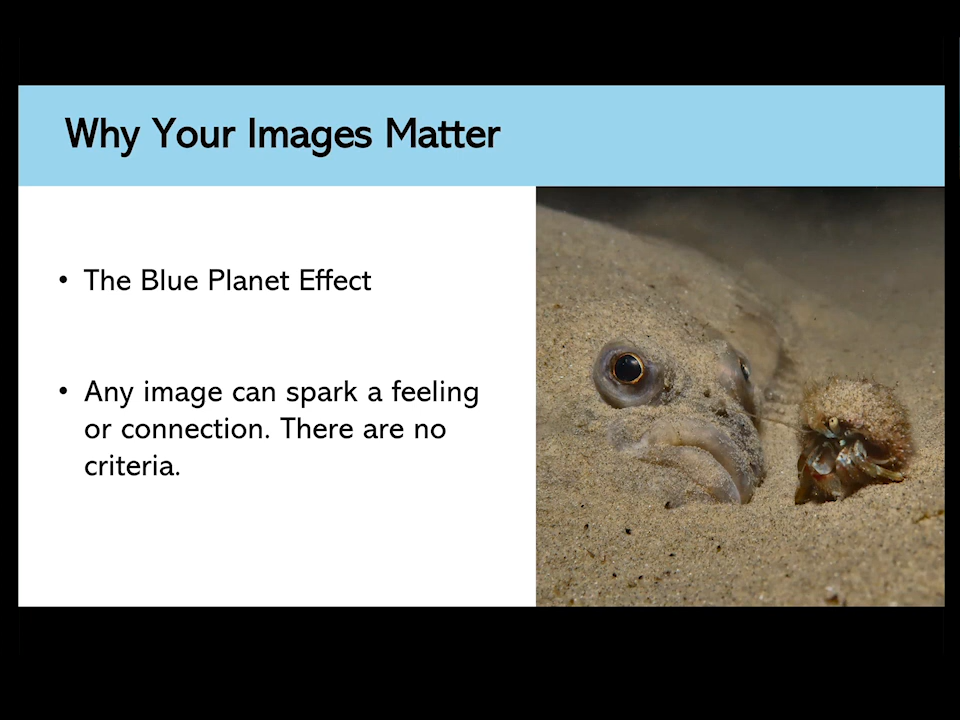 Why Your Images Matter
• The Blue Planet Effect
• Any image can spark a feeling
or connection. There are no
criteria.